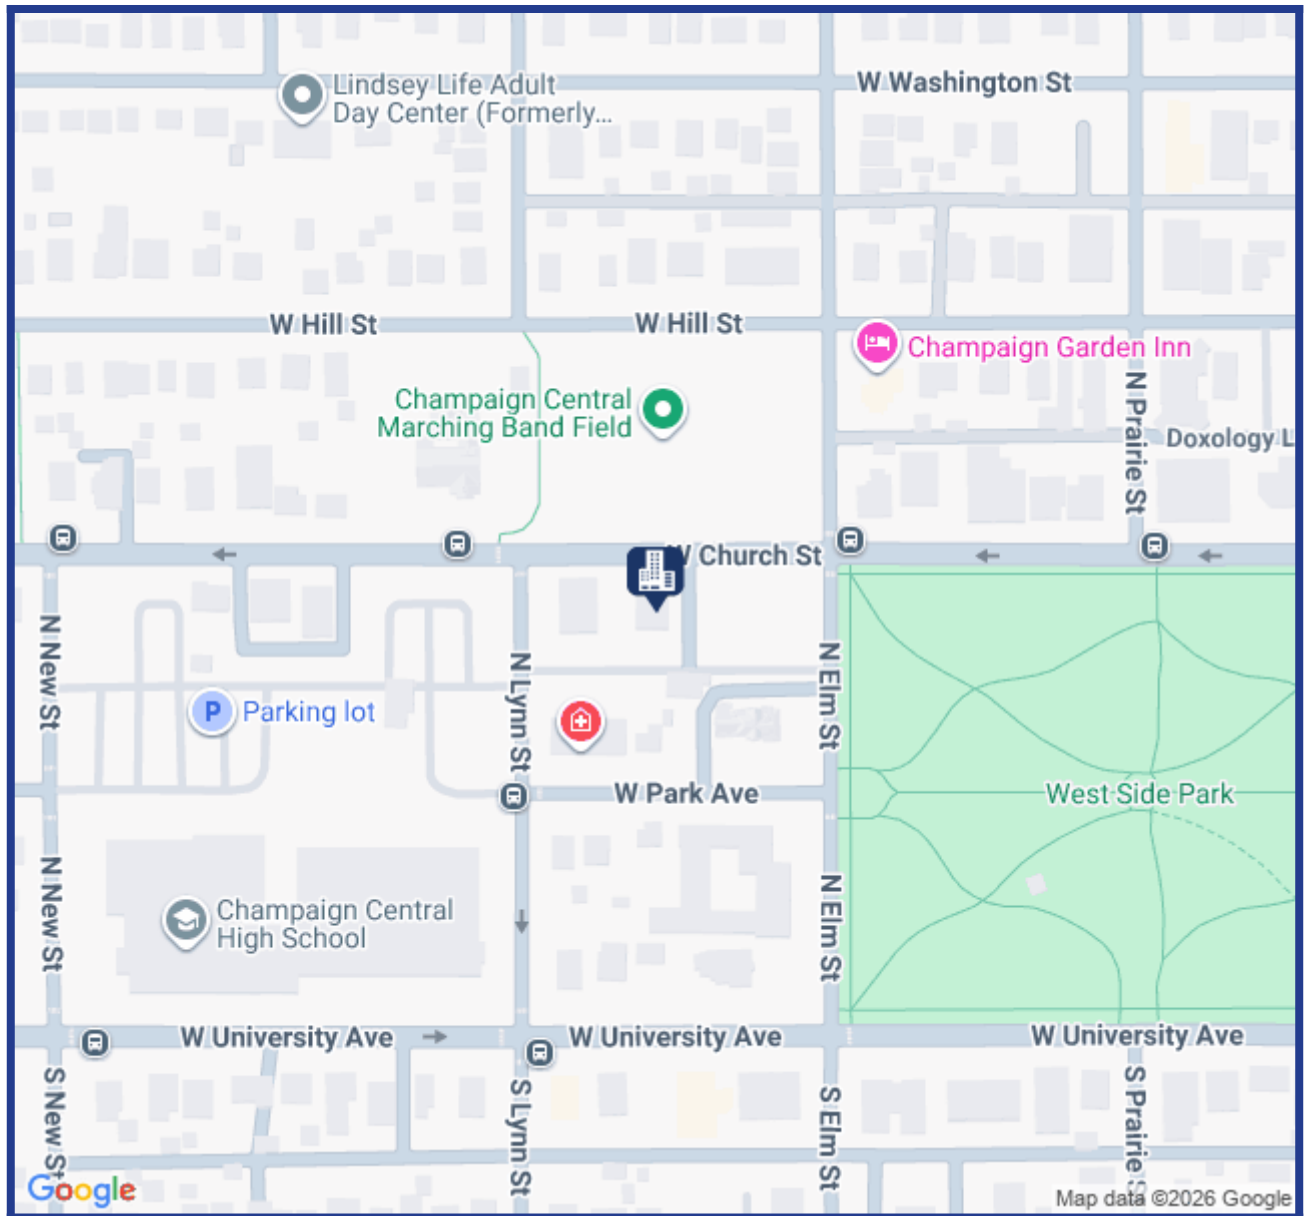 Lindsey Life Adult
Day Center (Formerly...
W Washington St
W Hill St
W Hill St
Champaign Garden Inn
Champaign Central
Marching Band Field
N Prairie St
Doxology L
W Church St
N New St
N Lynn St
N Elm St
P
Parking lot
W Park Ave
West Side Park
N New St
Champaign Central
High School
N Elm St
W University Ave
W University Ave
W University Ave
S New St
S Lynn St
S Elm St
S Prairie S
Google
Map data ©2026 Google